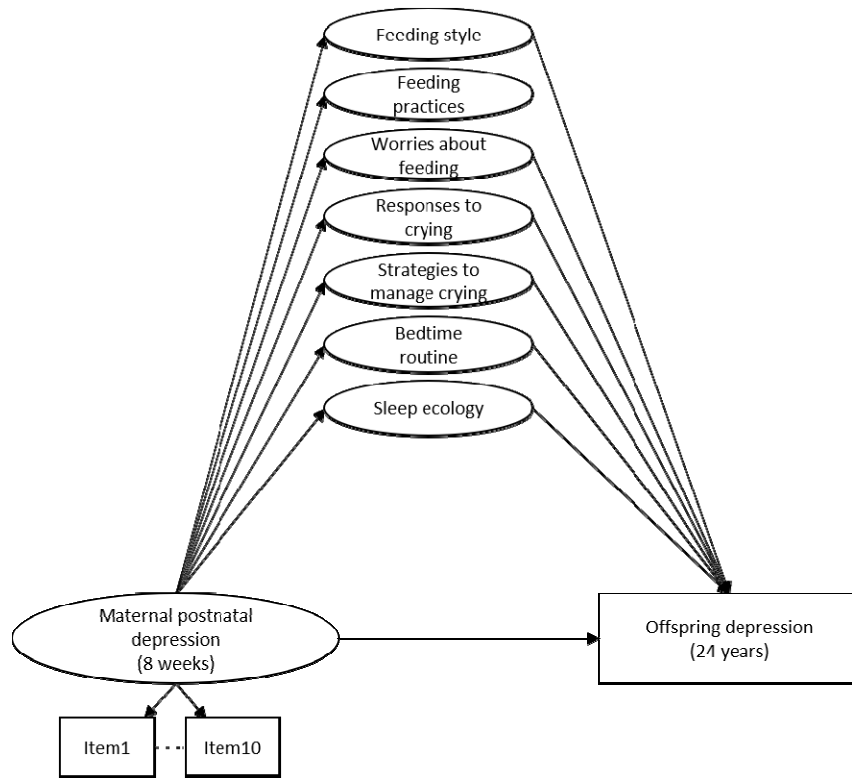 Feeding style
Feeding
practices
Worries about
feeding
Responses to
crying
Strategies to
manage crying
Bedtime
routine
Sleep ecology
Maternal postnatal
depression
(8 weeks)
Offspring depression
(24 years)
Item1
Item10